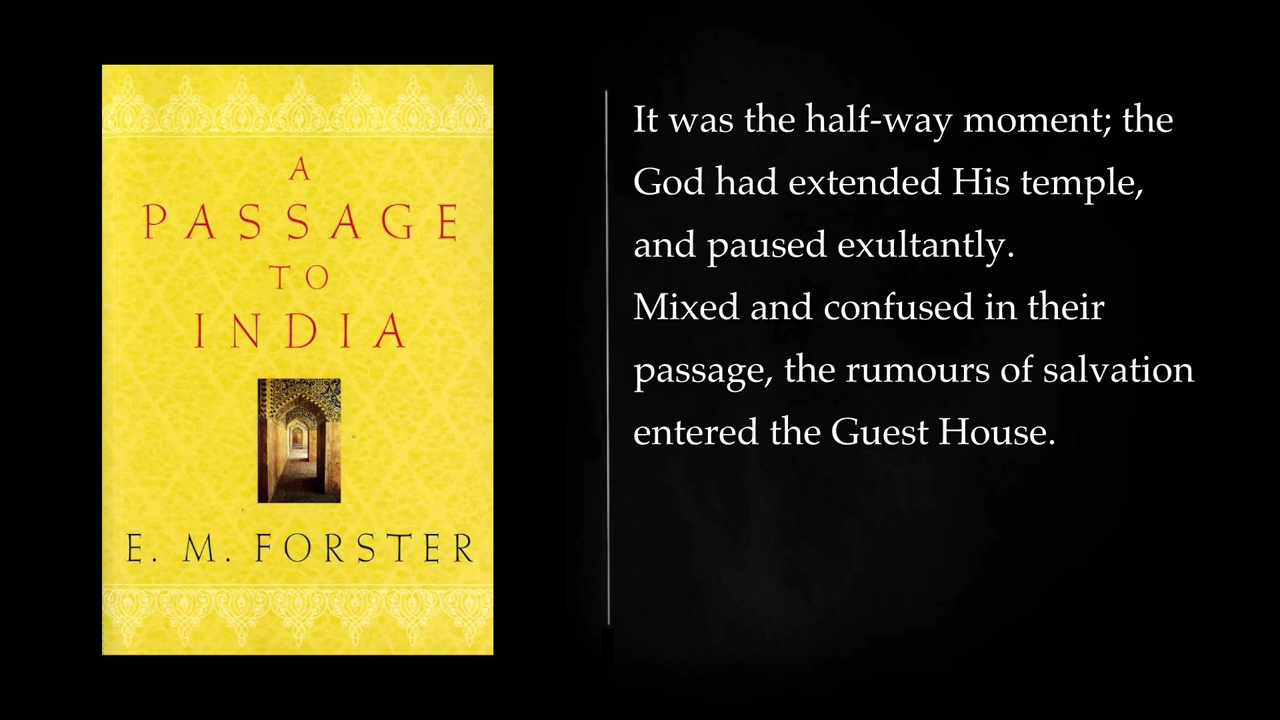 A
PASSAGE
TO
INDIA
E. M. FORSTER
It was the half-way moment; the
God had extended His temple,
and paused exultantly.
Mixed and confused in their
passage, the rumours of salvation
entered the Guest House.